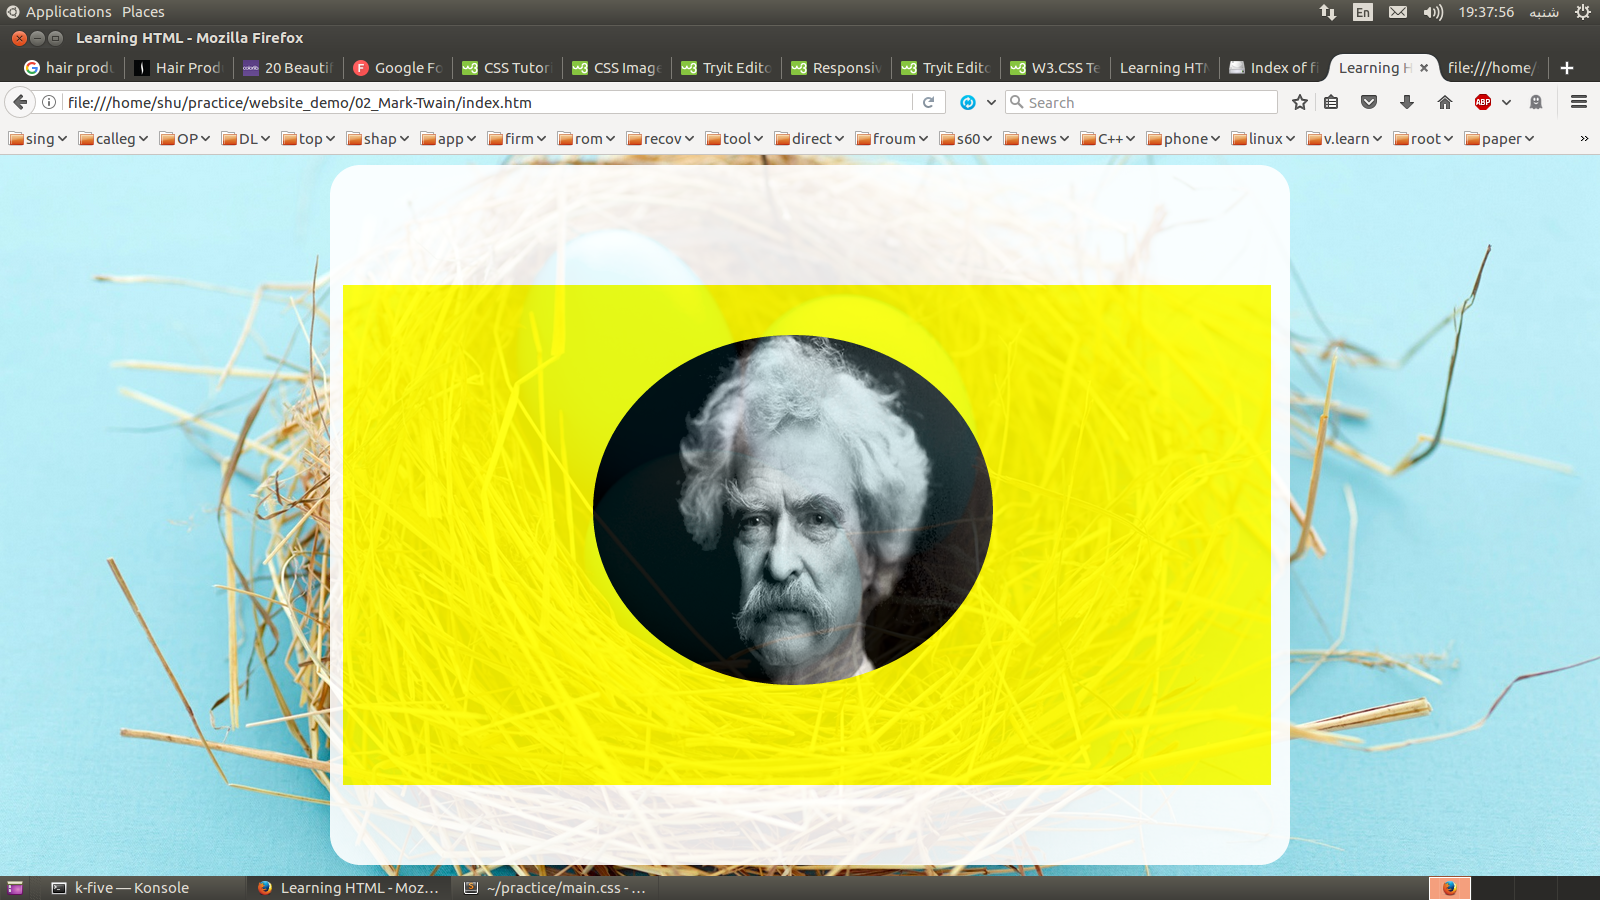 Applications Places En 19:37:56 شنبه
Learning HTML - Mozilla Firefox
hair produ Hair Prod 20 Beautif Google Fo CSS Tutori CSS Image Tryit Edito Responsiv Tryit Edito W3.CSS Te Learning HTM Index of fi Learning H file:///home/
file:///home/shu/practice/website_demo/02_Mark-Twain/index.htm Search ABP
sing calleg OP DL top shap app firm rom recov tool direct froum s60 news C++ phone linux v.learn root paper »
k-five — Konsole Learning HTML - Moz... ~/practice/main.css - ...